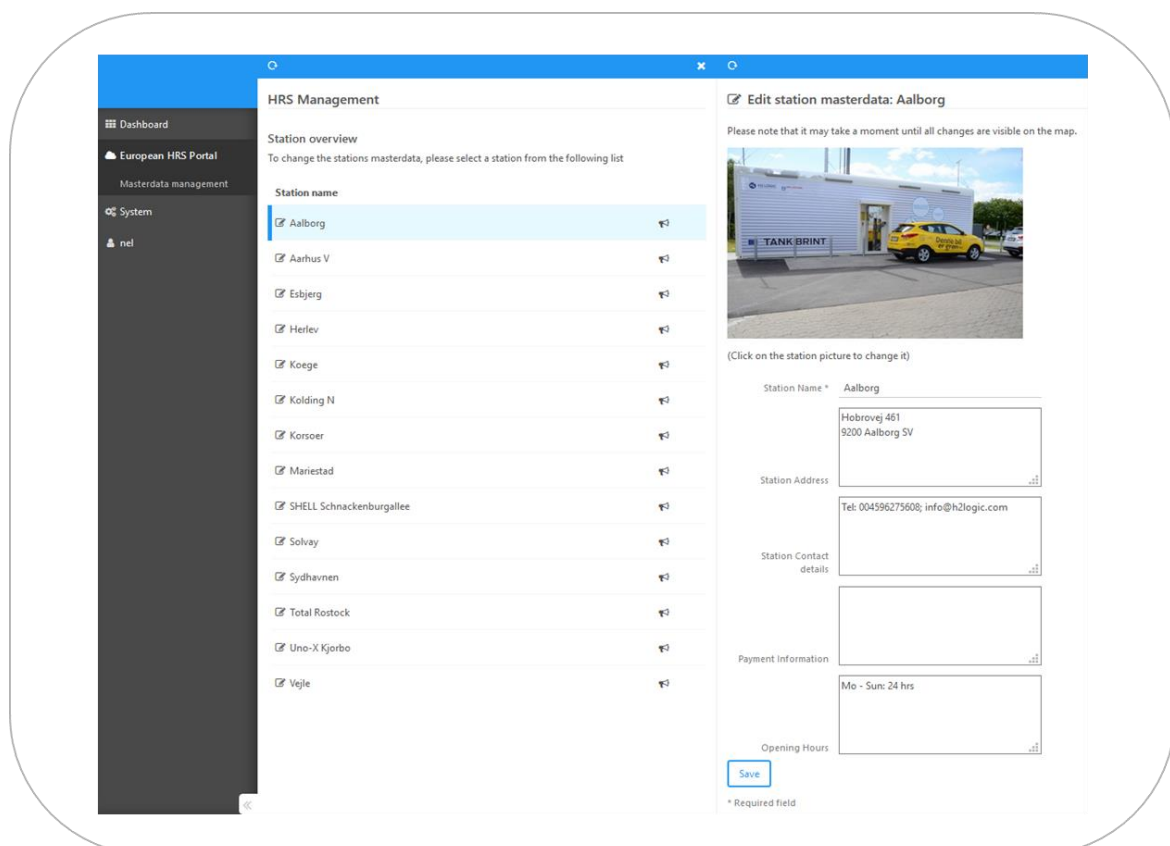 Dashboard
European HRS Portal
Masterdata management
System
nel
HRS Management
Station overview
To change the stations masterdata, please select a station from the following list
Station name
Aalborg
Aarhus V
Esbjerg
Herlev
Koege
Kolding N
Korsoer
Mariestad
SHELL Schnackenburgallee
Solvay
Sydhavnen
Total Rostock
Uno-X Kjorbo
Vejle
Edit station masterdata: Aalborg
Please note that it may take a moment until all changes are visible on the map.
TANK BRINT
Denne bil
er grøn
(Click on the station picture to change it)
Station Name * Aalborg
Hobrovej 461
9200 Aalborg SV
Station Address
Tel: 004596275608; info@h2logic.com
Station Contact
details
Payment Information
Mo - Sun: 24 hrs
Opening Hours
Save
* Required field